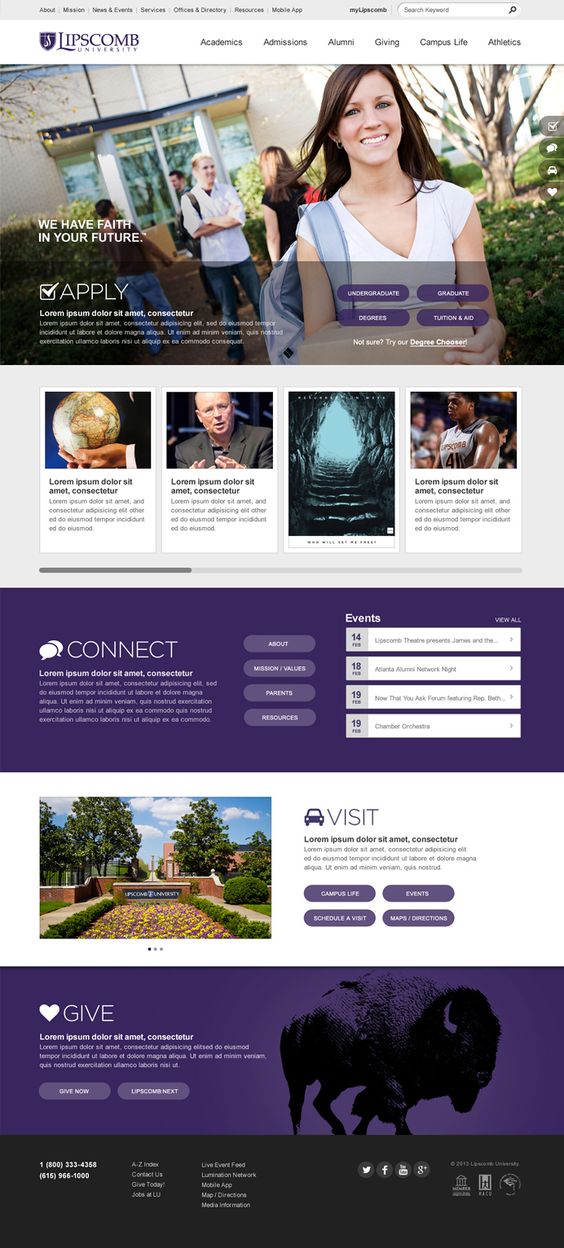 About | Mission | News & Events | Services | Offices & Directory | Resources | Mobile App
myLipscomb
Search Keyword
LIPSCOMB
UNIVERSITY
Academics Admissions Alumni Giving Campus Life Athletics
WE HAVE FAITH
IN YOUR FUTURE.™
APPLY
Lorem ipsum dolor sit amet, consectetur
Lorem ipsum dolor sit amet, consectetur adipisicing elit, sed do eiusmod tempor
incididunt ut labore et dolore magna aliqua. Ut enim ad minim veniam, quis nostrud
exercitation ullamco laboris nisi ut aliquip ex ea commodo consequat.
UNDERGRADUATE
GRADUATE
DEGREES
TUITION & AID
Not sure? Try our Degree Chooser!
Lorem ipsum dolor sit
amet, consectetur
Lorem ipsum dolor sit amet, and
consectetur adipisicing elit other
ed do eiusmod tempor incididunt
ed do eiusmod.
LIPSCOMB
Lorem ipsum dolor sit
amet, consectetur
Lorem ipsum dolor sit amet, and
consectetur adipisicing elit other
ed do eiusmod tempor incididunt
ed do eiusmod.
RESURRECTION WEEK
WHO WILL SET ME FREE?
LIPSCOMB
41
Lorem ipsum dolor sit
amet, consectetur
Lorem ipsum dolor sit amet, and
consectetur adipisicing elit other
ed do eiusmod tempor incididunt
ed do eiusmod.
CONNECT
Lorem ipsum dolor sit amet, consectetur
Lorem ipsum dolor sit amet, consectetur adipisicing elit
sed do eiusmod tempor incididunt ut labore et dolore
magna aliqua. Ut enim ad minim veniam, quis nostrud
ullamco laboris nisi ut aliquip ex commodo quis nostrud
ullamco laboris nisi ut aliquip ex ea commodo.
ABOUT
MISSION / VALUES
PARENTS
RESOURCES
Events
VIEW ALL
14 FEB Lipscomb Theatre presents James and the...
18 FEB Atlanta Alumni Network Night
19 FEB Now That You Ask Forum featuring Rep. Beth...
19 FEB Chamber Orchestra
LIPSCOMB UNIVERSITY
VISIT
Lorem ipsum dolor sit amet, consectetur
Lorem ipsum dolor sit amet, consectetur adipisicing elit
ed do eiusmod tempor incididunt ut labore et dolore
magna aliqua. Ut enim ad minim veniam, quis nostrud.
CAMPUS LIFE
EVENTS
SCHEDULE A VISIT
MAPS / DIRECTIONS
GIVE
Lorem ipsum dolor sit amet, consectetur
Lorem ipsum dolor sit amet, consectetur adipisicing elitsed do eiusmod
tempor incididunt ut labore et dolore magna aliqua. Ut enim ad minim veniam,
quis nostrud ullamco laboris nisi ut.
GIVE NOW
LIPSCOMB:NEXT
1 (800) 333-4358
(615) 966-1000
A-Z Index
Contact Us
Give Today!
Jobs at LU
Live Event Feed
Lumination Network
Mobile App
Map / Directions
Media Information
© 2013 Lipscomb University.
MEMBER
NACU